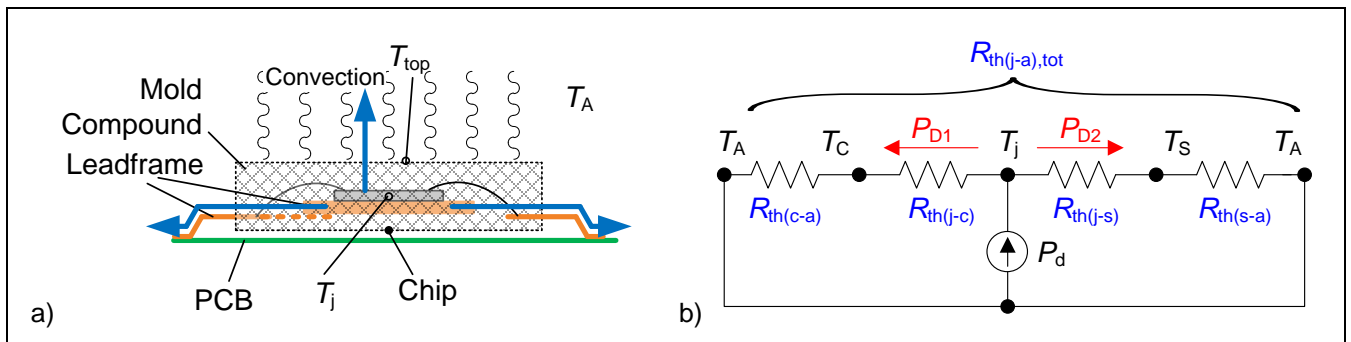 T_top
Convection
Mold
Compound
Leadframe
T_A
PCB
T_j
Chip
a)
R_th(j-a),tot
P_D1
P_D2
T_A
T_C
T_j
T_S
T_A
R_th(c-a)
R_th(j-c)
R_th(j-s)
R_th(s-a)
P_d
b)